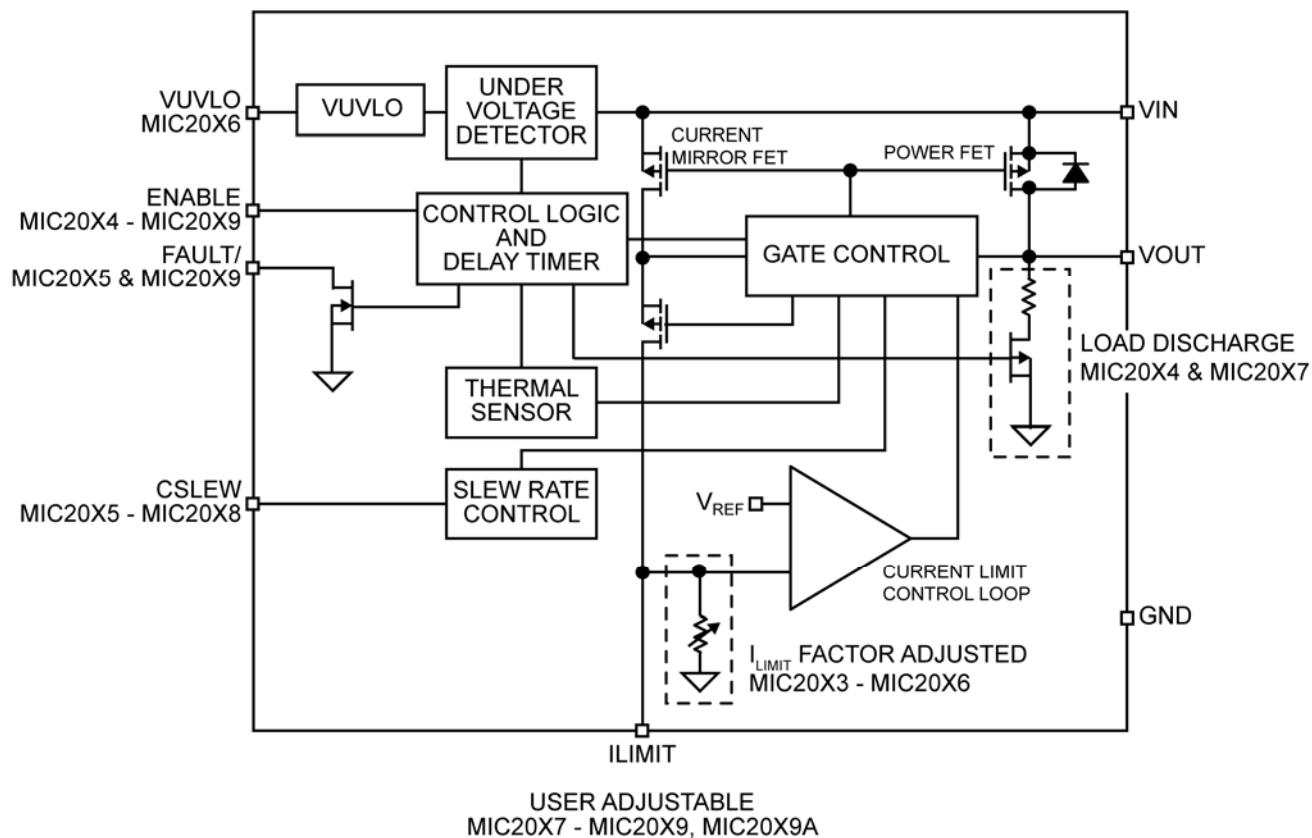 VUVLO
MIC20X6
VUVLO
UNDER
VOLTAGE
DETECTOR
VIN
CURRENT
MIRROR FET
POWER FET
ENABLE
MIC20X4 - MIC20X9
FAULT/
MIC20X5 & MIC20X9
CONTROL LOGIC
AND
DELAY TIMER
GATE CONTROL
VOUT
LOAD DISCHARGE
MIC20X4 & MIC20X7
THERMAL
SENSOR
CSLEW
MIC20X5 - MIC20X8
SLEW RATE
CONTROL
VREF
CURRENT LIMIT
CONTROL LOOP
GND
ILIMIT FACTOR ADJUSTED
MIC20X3 - MIC20X6
ILIMIT
USER ADJUSTABLE
MIC20X7 - MIC20X9, MIC20X9A